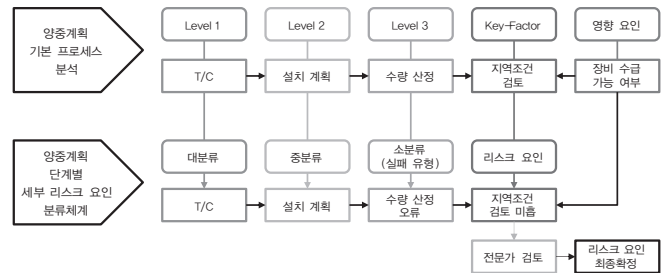 양중계획
기본 프로세스
분석
Level 1
Level 2
Level 3
Key-Factor
영향 요인
T/C
설치 계획
수량 산정
지역조건
검토
장비 수급
가능 여부
양중계획
단계별
세부 리스크 요인
분류체계
대분류
중분류
소분류
(실패 유형)
리스크 요인
T/C
설치 계획
수량 산정
오류
지역조건
검토 미흡
전문가 검토
리스크 요인
최종확정